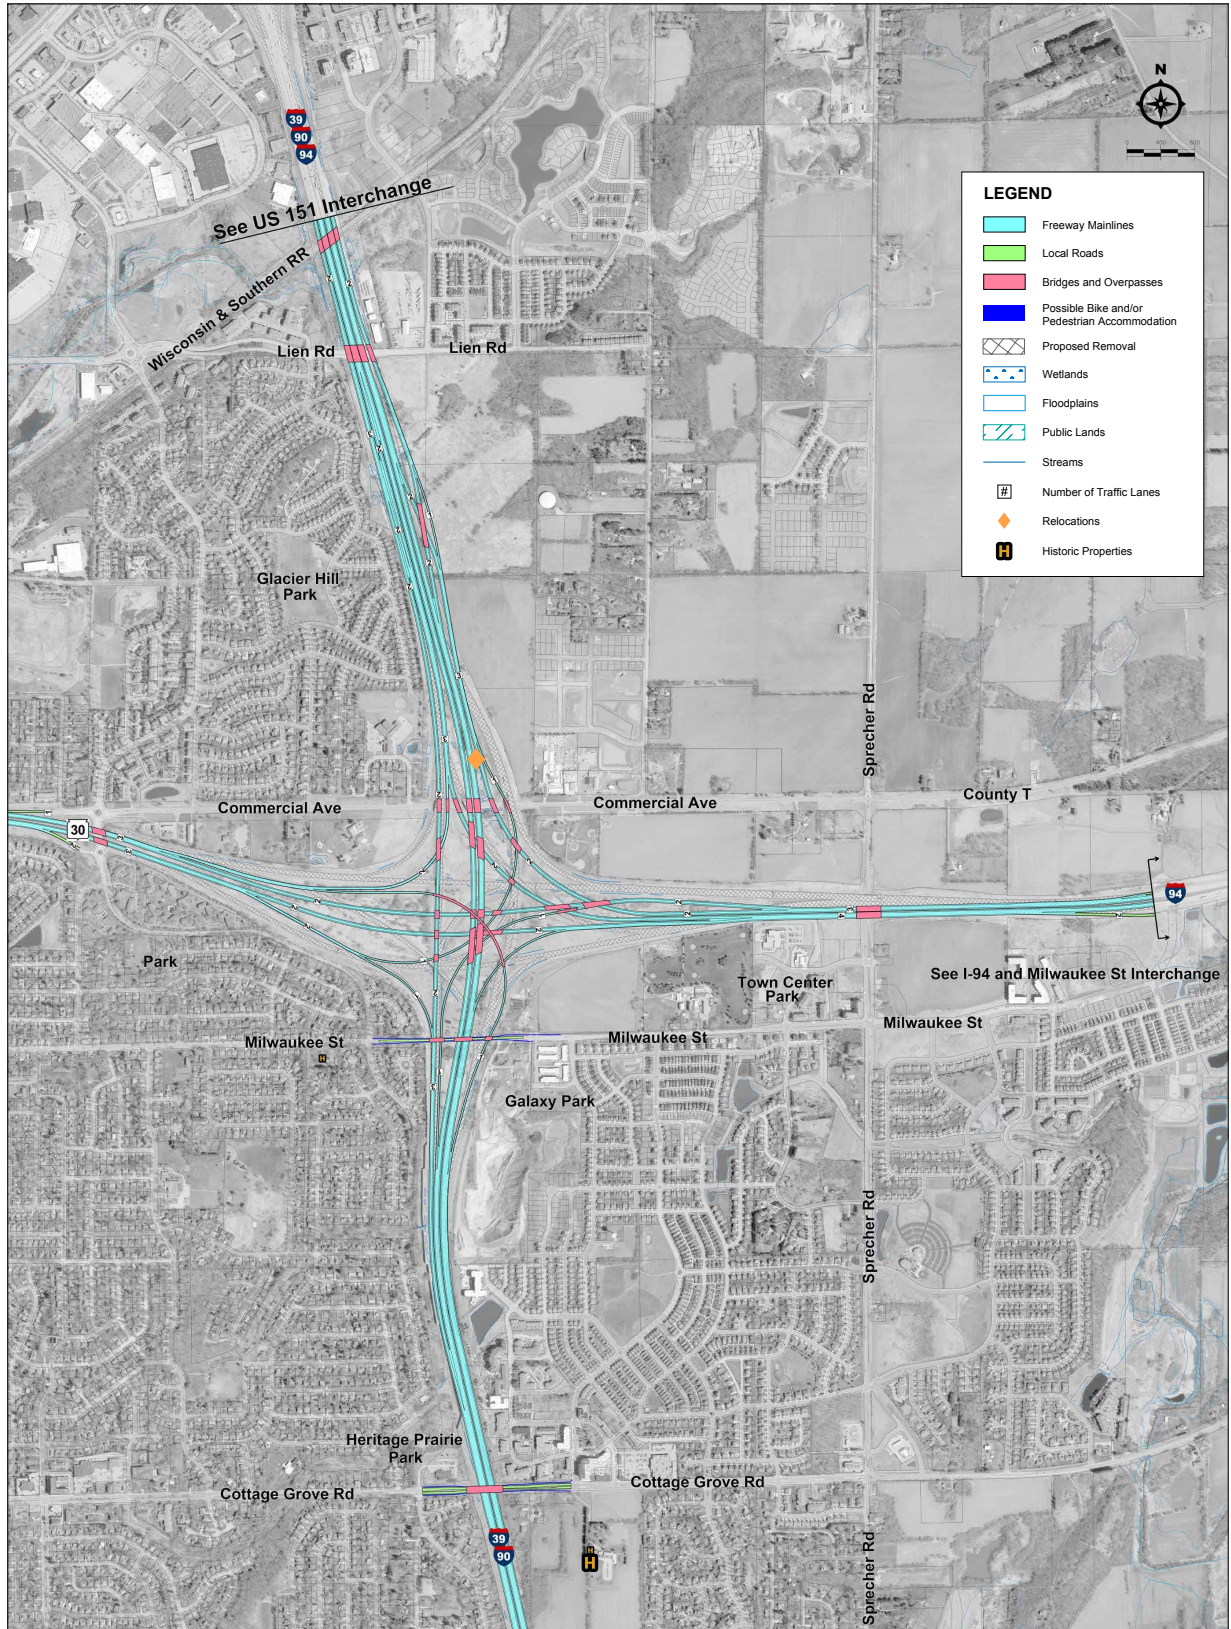 N
0 400 800
39
90
94
See US 151 Interchange
LEGEND
Freeway Mainlines
Local Roads
Bridges and Overpasses
Possible Bike and/or
Pedestrian Accommodation
Proposed Removal
Wetlands
Floodplains
Public Lands
Streams
# Number of Traffic Lanes
Relocations
H Historic Properties
Wisconsin & Southern RR
Lien Rd
Lien Rd
Glacier Hill
Park
Sprecher Rd
Commercial Ave
Commercial Ave
County T
30
94
Park
Town Center
Park
See I-94 and Milwaukee St Interchange
Milwaukee St
Milwaukee St
Milwaukee St
H
Galaxy Park
Sprecher Rd
Heritage Prairie
Park
Cottage Grove Rd
Cottage Grove Rd
39
90
H
H
Sprecher Rd